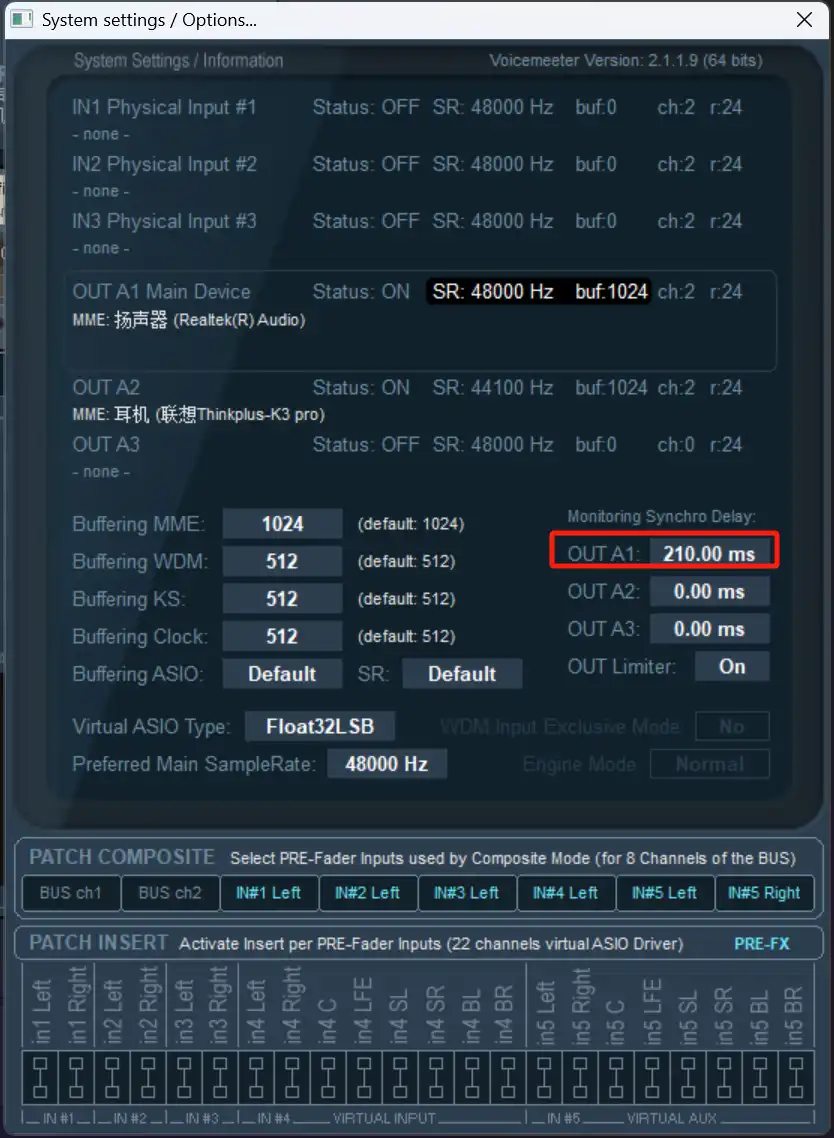 System settings / Options...
System Settings / Information Voicemeeter Version: 2.1.1.9 (64 bits)
IN1 Physical Input #1 Status: OFF SR: 48000 Hz buf:0 ch:2 r:24
- none -
IN2 Physical Input #2 Status: OFF SR: 48000 Hz buf:0 ch:2 r:24
- none -
IN3 Physical Input #3 Status: OFF SR: 48000 Hz buf:0 ch:2 r:24
- none -
OUT A1 Main Device Status: ON SR: 48000 Hz buf:1024 ch:2 r:24
MME: 扬声器 (Realtek(R) Audio)
OUT A2 Status: ON SR: 44100 Hz buf:1024 ch:2 r:24
MME: 耳机 (联想Thinkplus-K3 pro)
OUT A3 Status: OFF SR: 48000 Hz buf:0 ch:0 r:24
- none -
Monitoring Synchro Delay:
Buffering MME: 1024 (default: 1024)
OUT A1: 210.00 ms
Buffering WDM: 512 (default: 512)
OUT A2: 0.00 ms
Buffering KS: 512 (default: 512)
OUT A3: 0.00 ms
Buffering Clock: 512 (default: 512)
OUT Limiter: On
Buffering ASIO: Default SR: Default
Virtual ASIO Type: Float32LSB WDM Input Exclusive Mode No
Preferred Main SampleRate: 48000 Hz Engine Mode Normal
PATCH COMPOSITE Select PRE-Fader Inputs used by Composite Mode (for 8 Channels of the BUS)
BUS ch1 BUS ch2 IN#1 Left IN#2 Left IN#3 Left IN#4 Left IN#5 Left IN#5 Right
PATCH INSERT Activate Insert per PRE-Fader Inputs (22 channels virtual ASIO Driver) PRE-FX
in1 Left in1 Right in2 Left in2 Right in3 Left in3 Right in4 Left in4 Right in4 C in4 LFE in4 SL in4 SR in4 BL in4 BR in5 Left in5 Right in5 C in5 LFE in5 SL in5 SR in5 BL in5 BR
IN #1 IN #2 IN #3 IN #4 VIRTUAL INPUT IN #5 VIRTUAL AUX